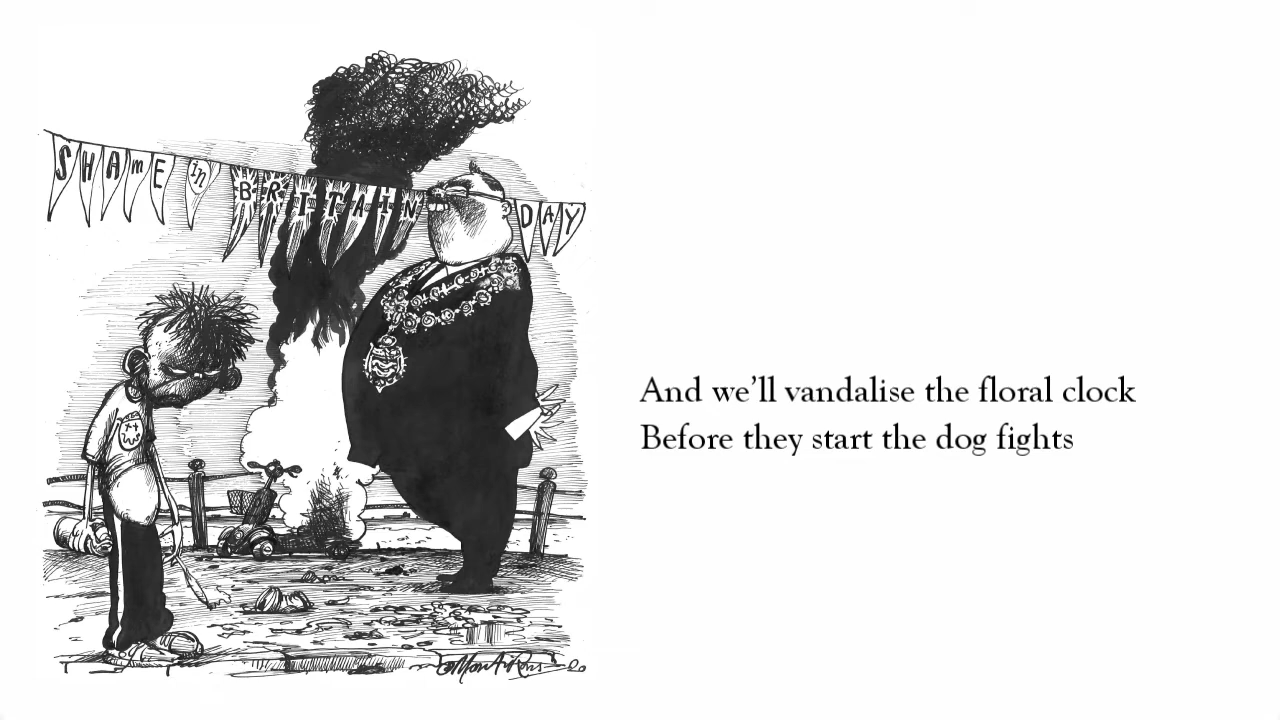 SHAME in BRITAIN DAY
And we’ll vandalise the floral clock
Before they start the dog fights